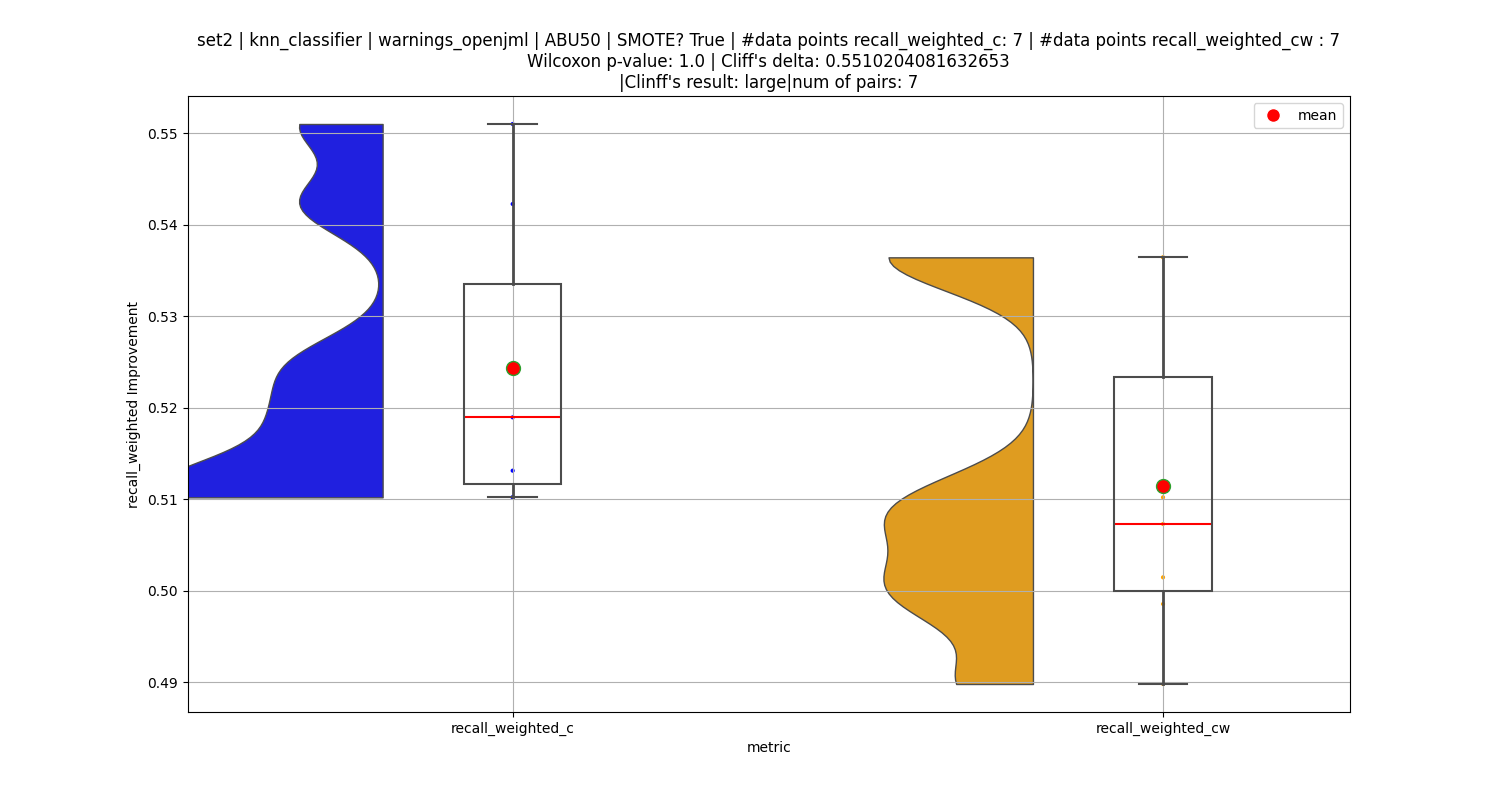 set2 | knn_classifier | warnings_openjml | ABU50 | SMOTE? True | #data points recall_weighted_c: 7 | #data points recall_weighted_cw : 7
Wilcoxon p-value: 1.0 | Cliff's delta: 0.5510204081632653
|Clinff's result: large|num of pairs: 7
mean
0.55
0.54
0.53
0.52
0.51
0.50
0.49
recall_weighted Improvement
recall_weighted_c
recall_weighted_cw
metric